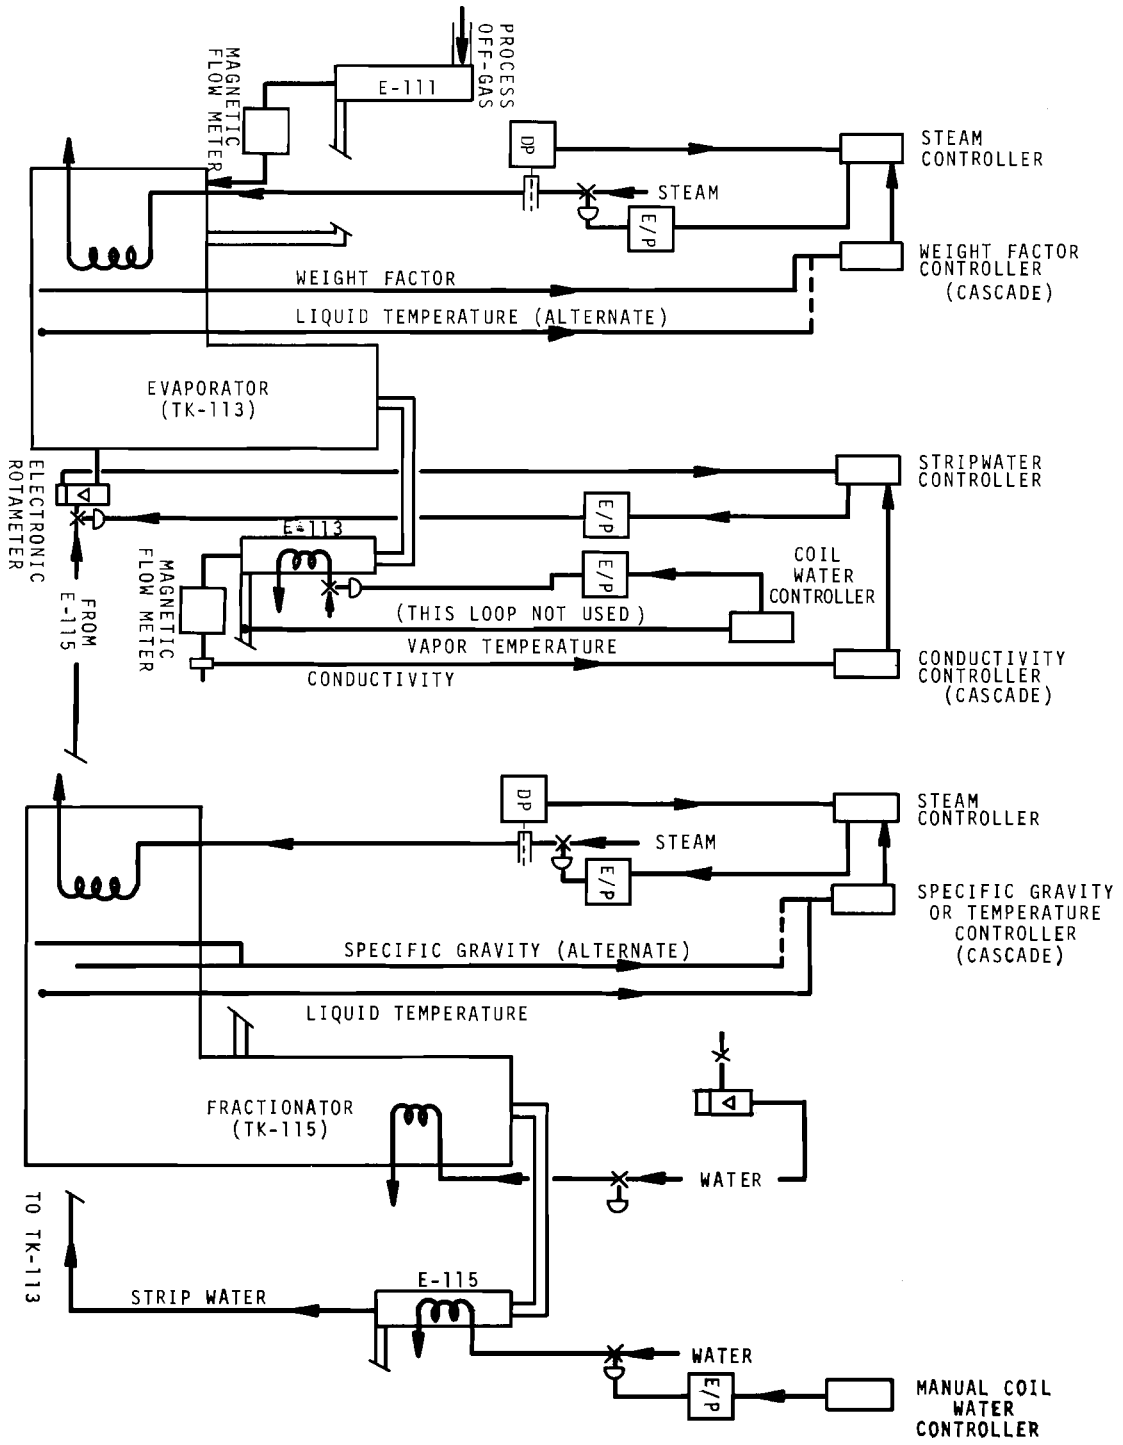 PROCESS
OFF-GAS
MAGNETIC
FLOW METER
E-111
DP
STEAM
CONTROLLER
STEAM
E/P
WEIGHT FACTOR
WEIGHT FACTOR
CONTROLLER
(CASCADE)
LIQUID TEMPERATURE (ALTERNATE)
EVAPORATOR
(TK-113)
ELECTRONIC
ROTAMETER
STRIPWATER
CONTROLLER
E/P
E-113
MAGNETIC
FLOW METER
E/P
COIL
WATER
CONTROLLER
FROM
E-115
(THIS LOOP NOT USED)
VAPOR TEMPERATURE
CONDUCTIVITY
CONDUCTIVITY
CONTROLLER
(CASCADE)
DP
STEAM
CONTROLLER
STEAM
E/P
SPECIFIC GRAVITY
OR TEMPERATURE
CONTROLLER
(CASCADE)
SPECIFIC GRAVITY (ALTERNATE)
LIQUID TEMPERATURE
FRACTIONATOR
(TK-115)
WATER
TO TK-113
E-115
STRIP WATER
WATER
E/P
MANUAL COIL
WATER
CONTROLLER